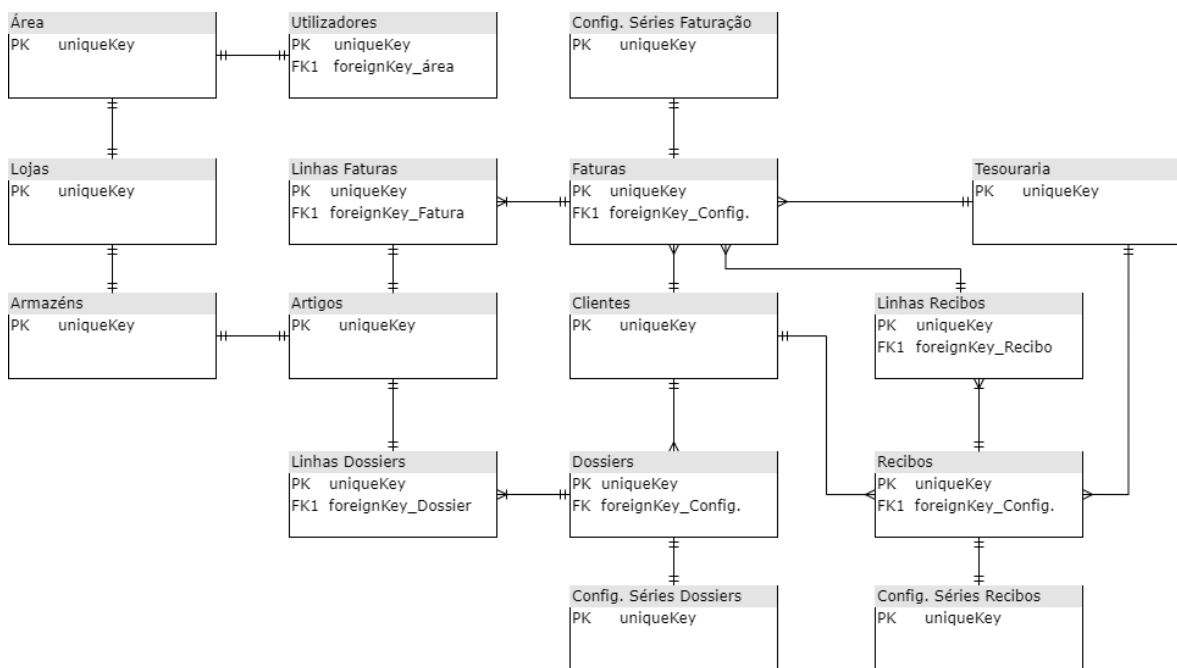 Área
PK uniqueKey
Utilizadores
PK uniqueKey
FK1 foreignKey_área
Config. Séries Faturação
PK uniqueKey
Lojas
PK uniqueKey
Linhas Faturas
PK uniqueKey
FK1 foreignKey_Fatura
Faturas
PK uniqueKey
FK1 foreignKey_Config.
Tesouraria
PK uniqueKey
Armazéns
PK uniqueKey
Artigos
PK uniqueKey
Clientes
PK uniqueKey
Linhas Recibos
PK uniqueKey
FK1 foreignKey_Recibo
Linhas Dossiers
PK uniqueKey
FK1 foreignKey_Dossier
Dossiers
PK uniqueKey
FK foreignKey_Config.
Recibos
PK uniqueKey
FK1 foreignKey_Config.
Config. Séries Dossiers
PK uniqueKey
Config. Séries Recibos
PK uniqueKey